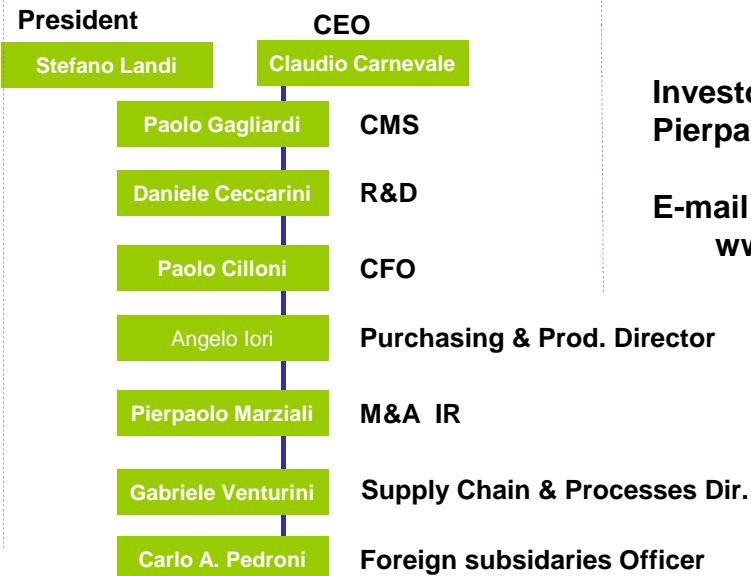 President
CEO
Stefano Landi
Claudio Carnevale
Paolo Gagliardi
CMS
Daniele Ceccarini
R&D
Paolo Cilloni
CFO
Angelo Iori
Purchasing & Prod. Director
Pierpaolo Marziali
M&A IR
Gabriele Venturini
Supply Chain & Processes Dir.
Carlo A. Pedroni
Foreign subsidaries Officer
E-mail